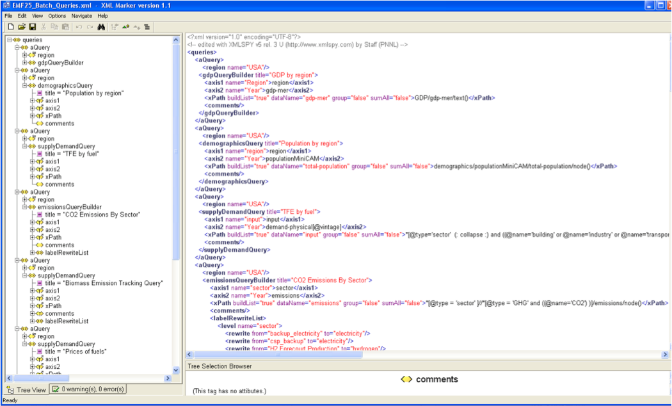 EMF25_Batch_Queries.xml - XML Marker version 1.1
File Edit View Options Navigate Help
queries
aQuery
region
gdpQueryBuilder
aQuery
region
demographicsQuery
title = "Population by region"
axis1
axis2
xPath
comments
aQuery
region
supplyDemandQuery
title = "TFE by fuel"
axis1
axis2
xPath
comments
aQuery
region
emissionsQueryBuilder
title = "CO2 Emissions By Sector"
axis1
axis2
xPath
comments
labelRewriteList
aQuery
region
supplyDemandQuery
title = "Biomass Emission Tracking Query"
axis1
axis2
xPath
comments
labelRewriteList
aQuery
region
supplyDemandQuery
title = "Prices of fuels"
axis1
axis2
xPath
Tree View 0 warning(s), 0 error(s)
Ready
<?xml version="1.0" encoding="UTF-8"?>
<!-- edited with XMLSPY v5 rel. 3 U (http://www.xmlspy.com) by Staff (PNNL) -->
<queries>
<aQuery>
<region name="USA"/>
<gdpQueryBuilder title="GDP by region">
<axis1 name="Region">region</axis1>
<axis2 name="Year">gdp-mer</axis2>
<xPath buildList="true" dataName="gdp-mer" group="false" sumAll="false">GDP/gdp-mer/text()</xPath>
<comments/>
</gdpQueryBuilder>
</aQuery>
<aQuery>
<region name="USA"/>
<demographicsQuery title="Population by region">
<axis1 name="region">region</axis1>
<axis2 name="Year">populationMiniCAM</axis2>
<xPath buildList="true" dataName="total-population" group="false" sumAll="false">demographics/populationMiniCAM/total-population/node()</xPath>
<comments/>
</demographicsQuery>
</aQuery>
<aQuery>
<region name="USA"/>
<supplyDemandQuery title="TFE by fuel">
<axis1 name="input">input</axis1>
<axis2 name="Year">demand-physical[@vintage]</axis2>
<xPath buildList="true" dataName="input" group="false" sumAll="false">*[@type='sector' (: collapse :) and (@name='building' or @name='industry' or @name='transpor
<comments/>
</supplyDemandQuery>
</aQuery>
<aQuery>
<region name="USA"/>
<emissionsQueryBuilder title="CO2 Emissions By Sector">
<axis1 name="sector">sector</axis1>
<axis2 name="Year">emissions</axis2>
<xPath buildList="true" dataName="emissions" group="false" sumAll="false">*[@type = 'sector' ]//*[@type = 'GHG' and (@name='CO2') ]/emissions/node()</xPath>
<comments/>
<labelRewriteList>
<level name="sector">
<rewrite from="backup_electricity" to="electricity"/>
<rewrite from="csp_backup" to="electricity"/>
<rewrite from="H2 Forecourt Production" to="hydrogen"/>
Tree Selection Browser
comments
(This tag has no attributes.)